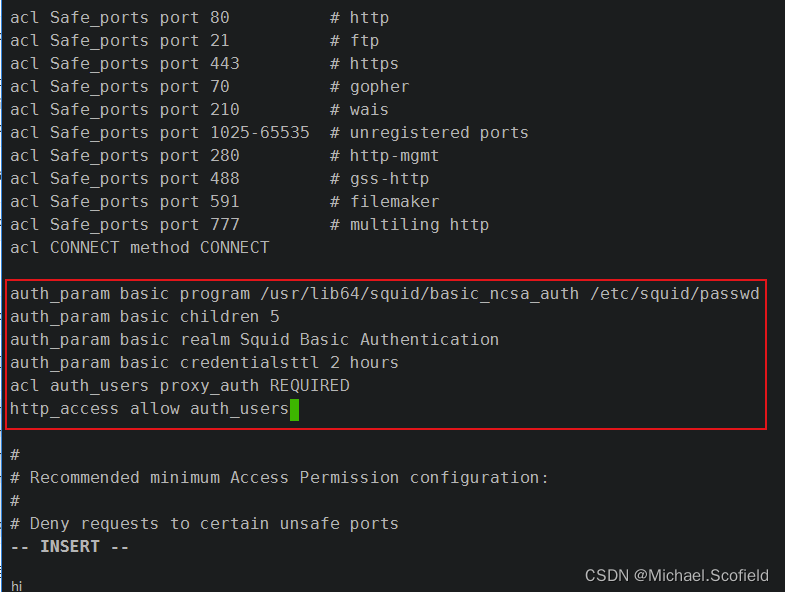 acl Safe_ports port 80          # http
acl Safe_ports port 21          # ftp
acl Safe_ports port 443         # https
acl Safe_ports port 70          # gopher
acl Safe_ports port 210         # wais
acl Safe_ports port 1025-65535  # unregistered ports
acl Safe_ports port 280         # http-mgmt
acl Safe_ports port 488         # gss-http
acl Safe_ports port 591         # filemaker
acl Safe_ports port 777         # multiling http
acl CONNECT method CONNECT
auth_param basic program /usr/lib64/squid/basic_ncsa_auth /etc/squid/passwd
auth_param basic children 5
auth_param basic realm Squid Basic Authentication
auth_param basic credentialsttl 2 hours
acl auth_users proxy_auth REQUIRED
http_access allow auth_users
#
# Recommended minimum Access Permission configuration:
#
# Deny requests to certain unsafe ports
-- INSERT --
CSDN @Michael.Scofield
hi